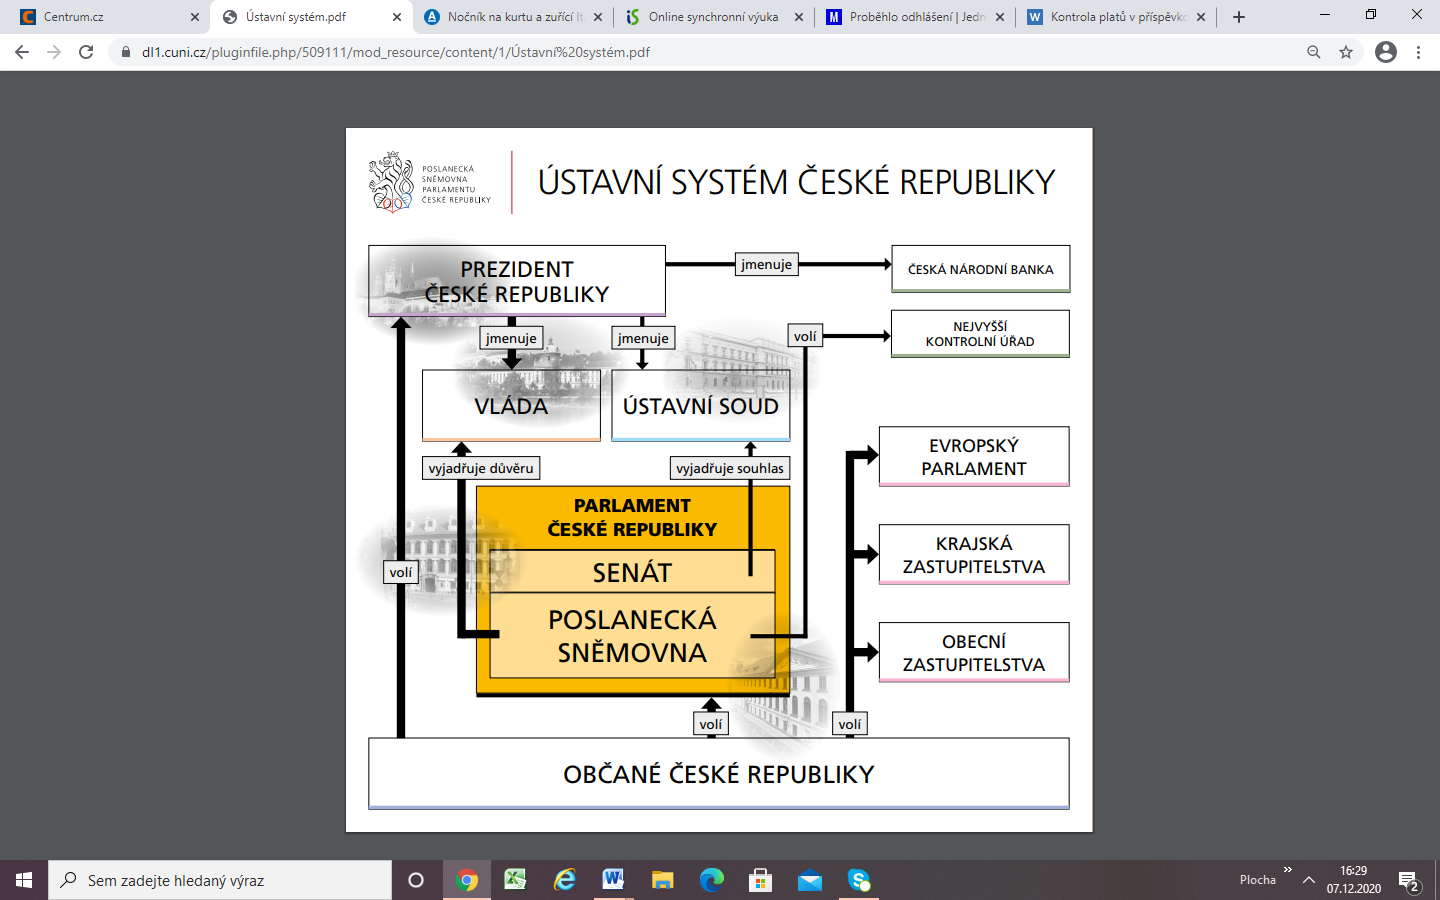 Centrum.cz
Ústavní systém.pdf
Nočník na kurtu a zuřící It
Online synchronní výuka
Proběhlo odhlášení | Jedn
Kontrola platů v příspěvko
dl1.cuni.cz/pluginfile.php/509111/mod_resource/content/1/Ústavní%20systém.pdf
POSLANECKÁ
SNĚMOVNA
PARLAMENTU
ČESKÉ REPUBLIKY
ÚSTAVNÍ SYSTÉM ČESKÉ REPUBLIKY
PREZIDENT
ČESKÉ REPUBLIKY
jmenuje
ČESKÁ NÁRODNÍ BANKA
jmenuje
jmenuje
volí
NEJVYŠŠÍ
KONTROLNÍ ÚŘAD
VLÁDA
ÚSTAVNÍ SOUD
vyjadřuje důvěru
vyjadřuje souhlas
EVROPSKÝ
PARLAMENT
PARLAMENT
ČESKÉ REPUBLIKY
SENÁT
POSLANECKÁ
SNĚMOVNA
volí
KRAJSKÁ
ZASTUPITELSTVA
OBECNÍ
ZASTUPITELSTVA
volí
volí
OBČANÉ ČESKÉ REPUBLIKY
Sem zadejte hledaný výraz
Plocha
16:29
07.12.2020
2